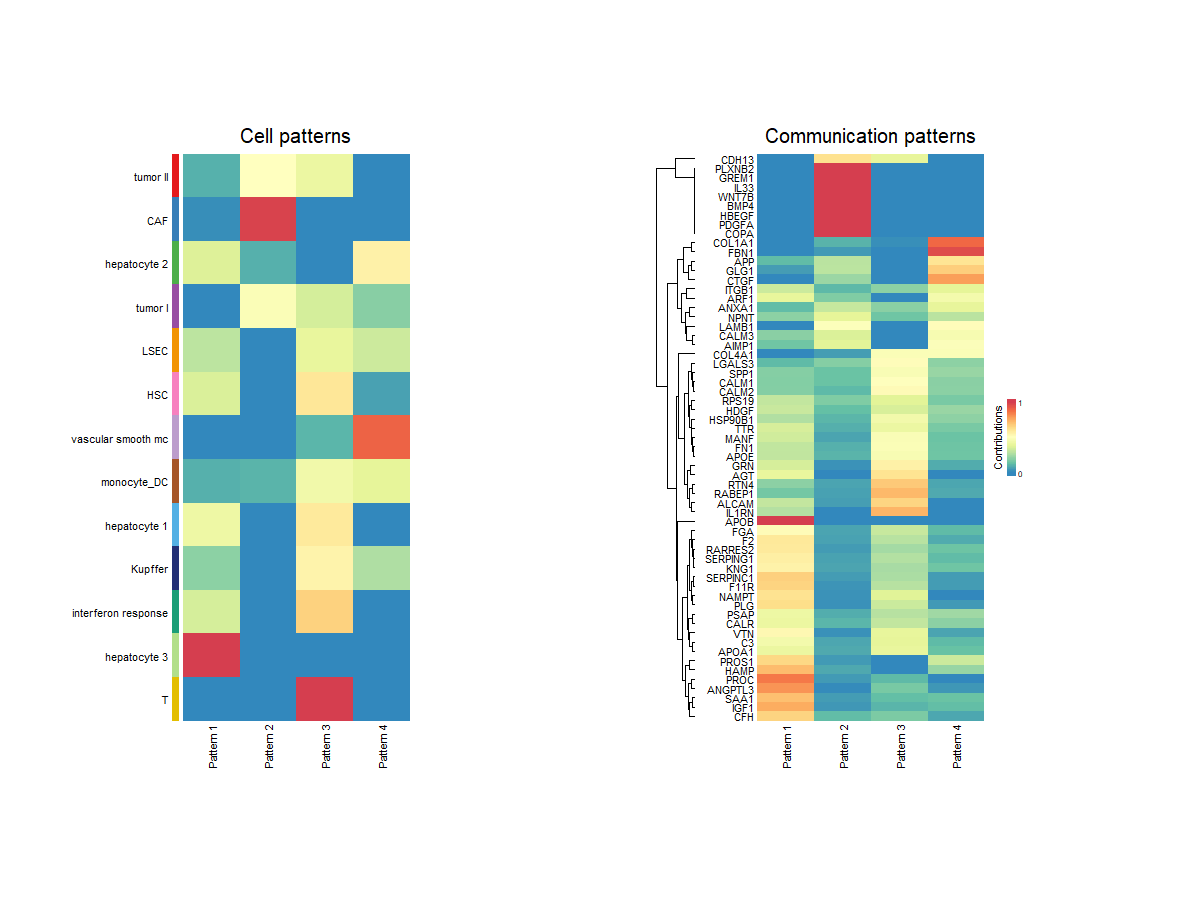 Cell patterns
tumor II
CAF
hepatocyte 2
tumor I
LSEC
HSC
vascular smooth mc
monocyte_DC
hepatocyte 1
Kupffer
interferon response
hepatocyte 3
T
Pattern 1
Pattern 2
Pattern 3
Pattern 4
Communication patterns
CDH13
PLXNB2
GREM1
IL33
WNT7B
BMP4
HBEGF
PDGFA
COPA
COL1A1
FBN1
APP
GLG1
CTGF
ITGB1
ARF1
ANXA1
NPNT
LAMB1
CALM3
AIMP1
COL4A1
LGALS3
SPP1
CALM1
CALM2
RPS19
HDGF
HSP90B1
TTR
MANF
FN1
APOE
GRN
AGT
RTN4
RABEP1
ALCAM
IL1RN
APOB
FGA
F2
RARRES2
SERPING1
KNG1
SERPINC1
F11R
NAMPT
PLG
PSAP
CALR
VTN
C3
APOA1
PROS1
HAMP
PROC
ANGPTL3
SAA1
IGF1
CFH
Pattern 1
Pattern 2
Pattern 3
Pattern 4
Contributions
1
0